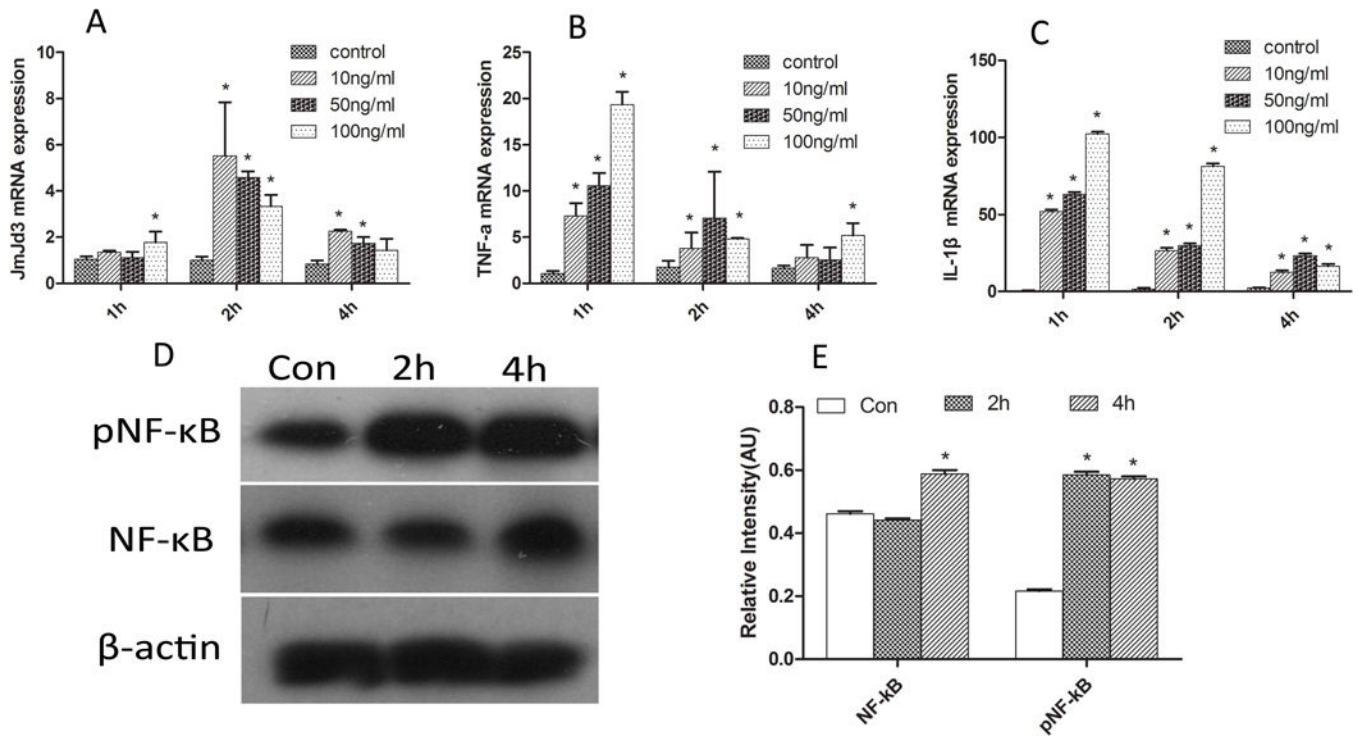 A
JmJd3 mRNA expression
10
8
6
4
2
0
control
10ng/ml
50ng/ml
100ng/ml
*
*
*
*
*
*
1h
2h
4h
B
TNF-a mRNA expression
25
20
15
10
5
0
control
10ng/ml
50ng/ml
100ng/ml
*
*
*
*
*
*
*
1h
2h
4h
C
IL-1β mRNA expression
150
100
50
0
control
10ng/ml
50ng/ml
100ng/ml
*
*
*
*
*
*
*
*
*
1h
2h
4h
D
Con 2h 4h
pNF-κB
NF-κB
β-actin
E
Relative Intensity(AU)
0.8
0.6
0.4
0.2
0.0
Con 2h 4h
*
*
*
NF-kB
pNF-kB